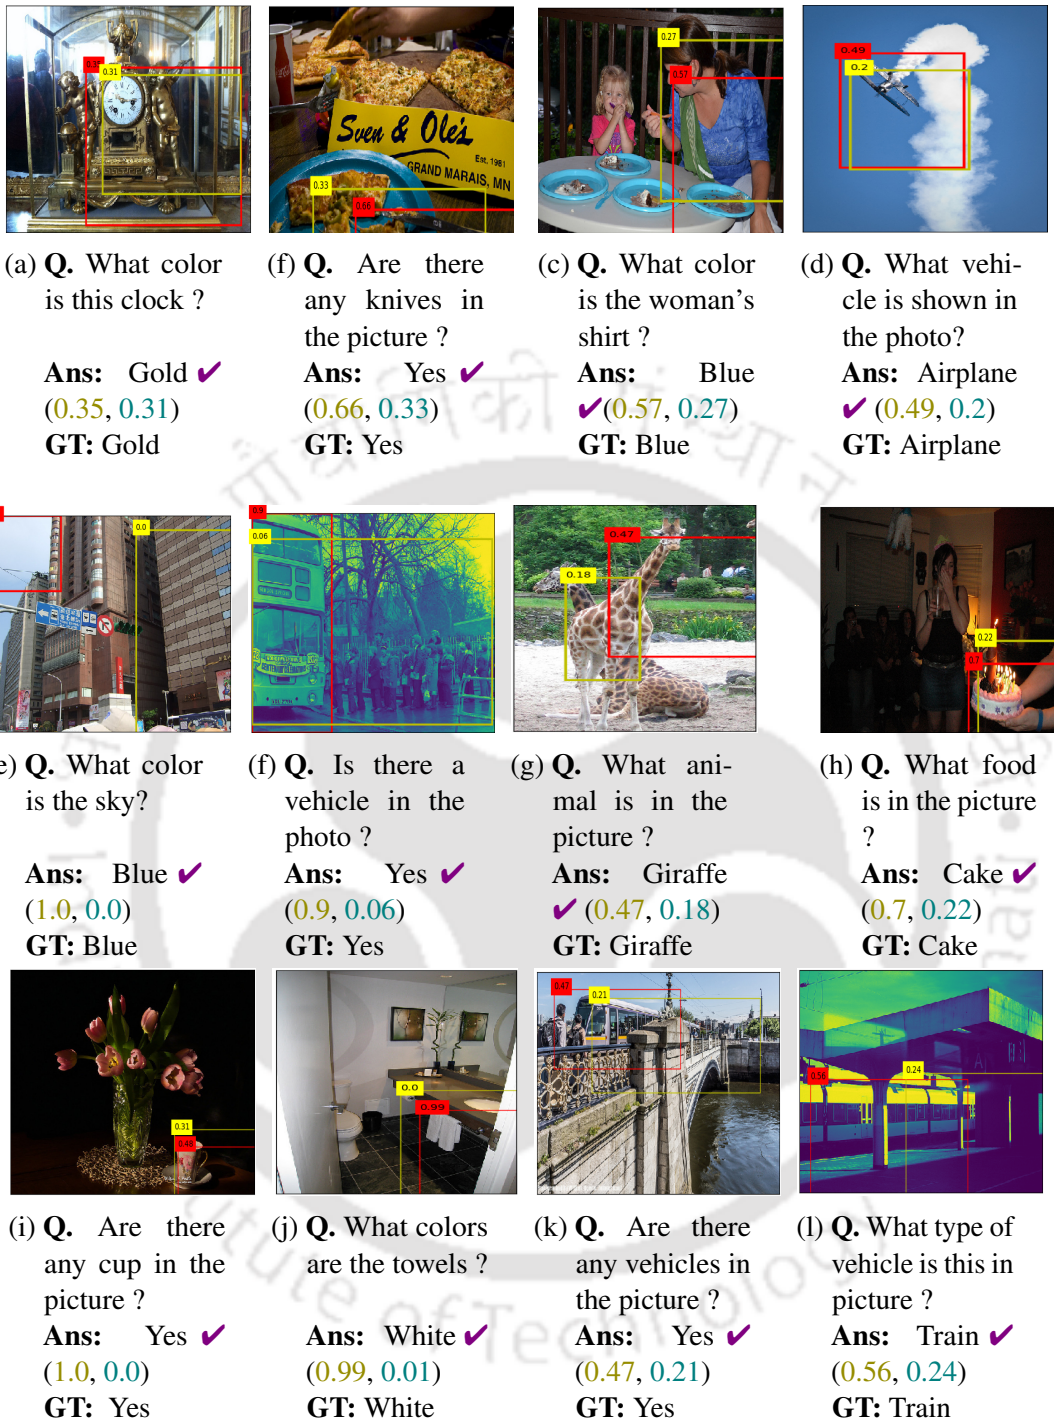 0.35
0.31
0.33
0.66
Sven & Ole's
Est. 1981
GRAND MARAIS, MN
0.27
0.57
0.49
0.2
(a) Q. What color
is this clock ?
Ans: Gold ✔
(0.35, 0.31)
GT: Gold
(f) Q. Are there
any knives in
the picture ?
Ans: Yes ✔
(0.66, 0.33)
GT: Yes
(c) Q. What color
is the woman's
shirt ?
Ans: Blue
✔(0.57, 0.27)
GT: Blue
(d) Q. What vehi-
cle is shown in
the photo?
Ans: Airplane
✔ (0.49, 0.2)
GT: Airplane
0.0
0.9
0.06
0.47
0.18
0.22
0.7
e) Q. What color
is the sky?
Ans: Blue ✔
(1.0, 0.0)
GT: Blue
(f) Q. Is there a
vehicle in the
photo ?
Ans: Yes ✔
(0.9, 0.06)
GT: Yes
(g) Q. What ani-
mal is in the
picture ?
Ans: Giraffe
✔ (0.47, 0.18)
GT: Giraffe
(h) Q. What food
is in the picture
?
Ans: Cake ✔
(0.7, 0.22)
GT: Cake
0.31
0.48
0.0
0.99
0.47
0.21
0.56
0.24
(i) Q. Are there
any cup in the
picture ?
Ans: Yes ✔
(1.0, 0.0)
GT: Yes
(j) Q. What colors
are the towels ?
Ans: White ✔
(0.99, 0.01)
GT: White
(k) Q. Are there
any vehicles in
the picture ?
Ans: Yes ✔
(0.47, 0.21)
GT: Yes
(l) Q. What type of
vehicle is this in
picture ?
Ans: Train ✔
(0.56, 0.24)
GT: Train